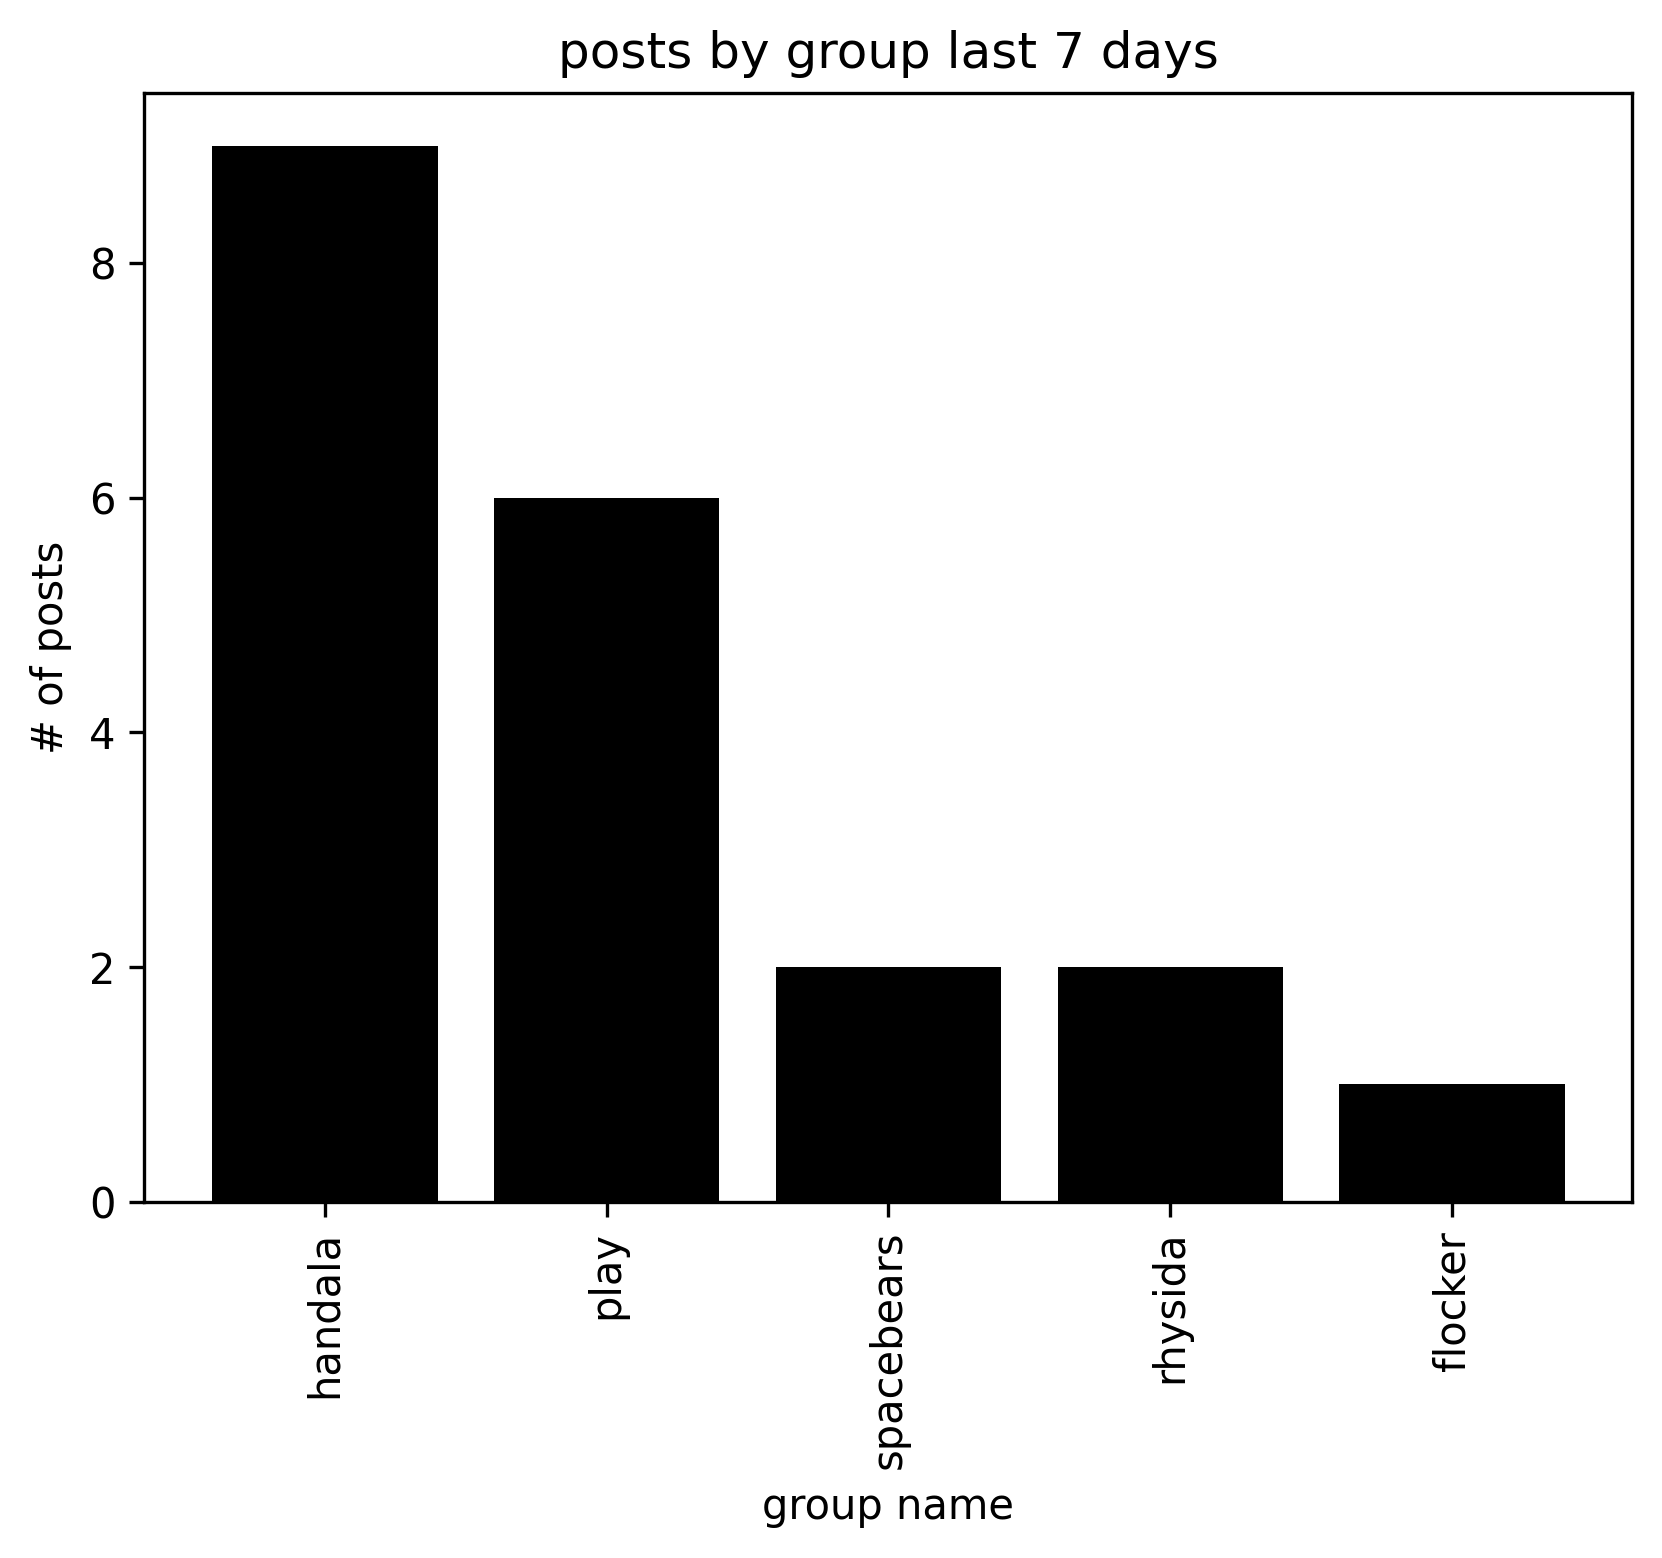 posts by group last 7 days
# of posts
8
6
4
2
0
handala
play
spacebears
rhysida
flocker
group name